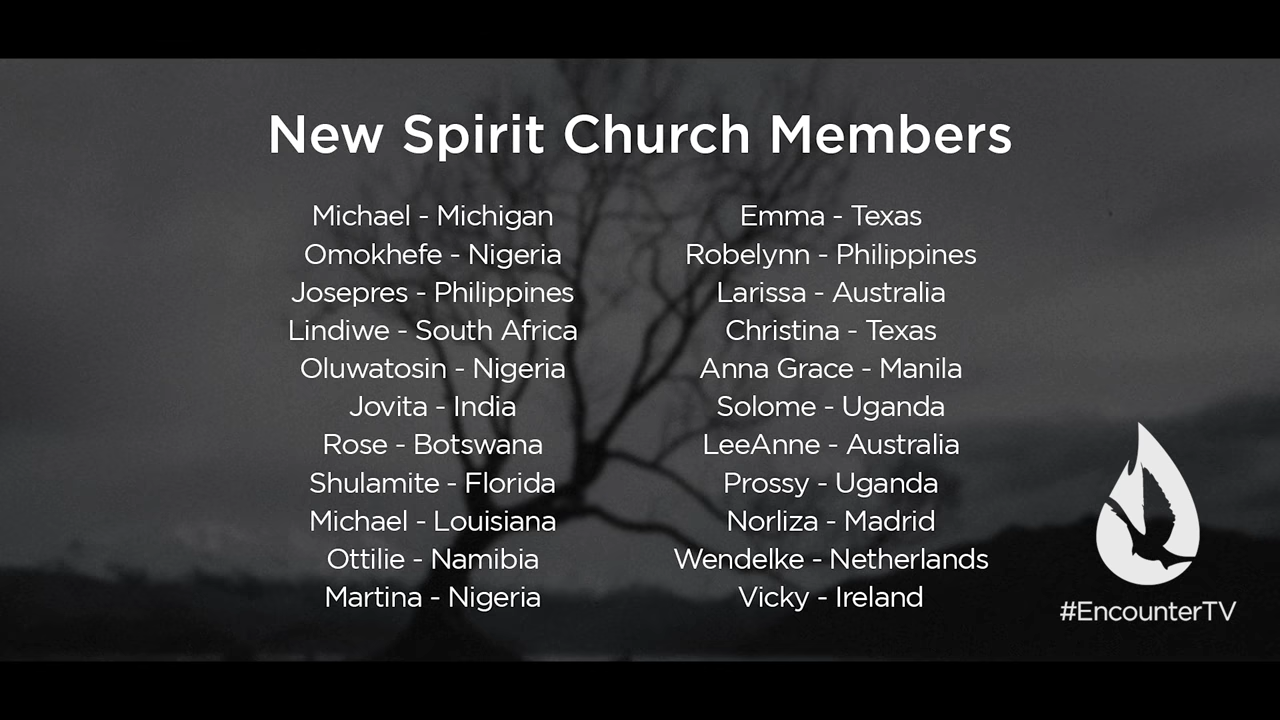 New Spirit Church Members
Michael - Michigan
Omokhefe - Nigeria
Josepres - Philippines
Lindiwe - South Africa
Oluwatosin - Nigeria
Jovita - India
Rose - Botswana
Shulamite - Florida
Michael - Louisiana
Ottilie - Namibia
Martina - Nigeria
Emma - Texas
Robelynn - Philippines
Larissa - Australia
Christina - Texas
Anna Grace - Manila
Solome - Uganda
LeeAnne - Australia
Prossy - Uganda
Norliza - Madrid
Wendelke - Netherlands
Vicky - Ireland
#EncounterTV